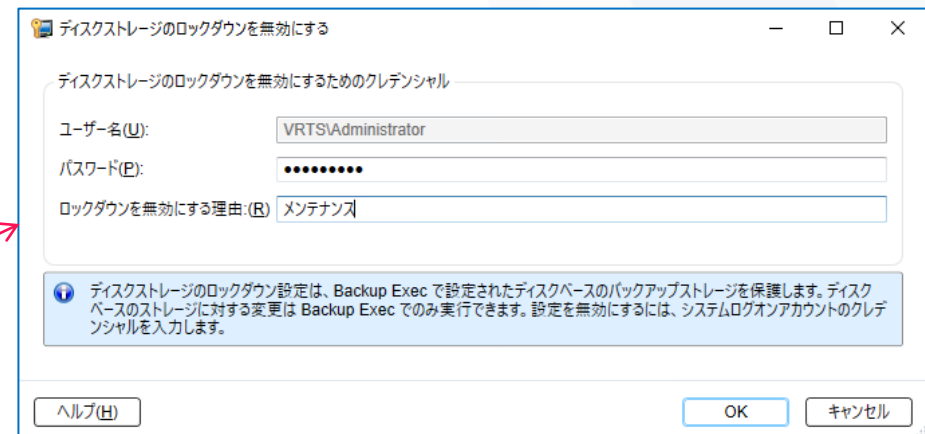 ディスクストレージのロックダウンを無効にする
ディスクストレージのロックダウンを無効にするためのクレデンシャル
ユーザー名(U): VRTS\Administrator
パスワード(P): •••••••••
ロックダウンを無効にする理由:(R) メンテナンス
ディスクストレージのロックダウン設定は、Backup Exec で設定されたディスクベースのバックアップストレージを保護します。ディスク
ベースのストレージに対する変更は Backup Exec でのみ実行できます。設定を無効にするには、システムログオンアカウントのクレデ
ンシャルを入力します。
ヘルプ(H) OK キャンセル